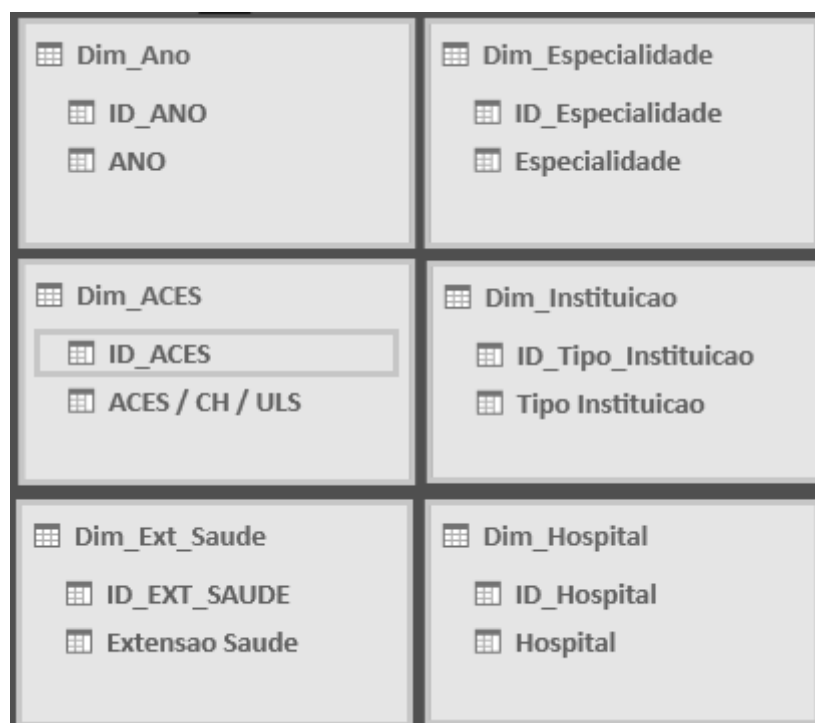 Dim_Ano
ID_ANO
ANO
Dim_Especialidade
ID_Especialidade
Especialidade
Dim_ACES
ID_ACES
ACES / CH / ULS
Dim_Instituicao
ID_Tipo_Instituicao
Tipo Instituicao
Dim_Ext_Saude
ID_EXT_SAUDE
Extensao Saude
Dim_Hospital
ID_Hospital
Hospital